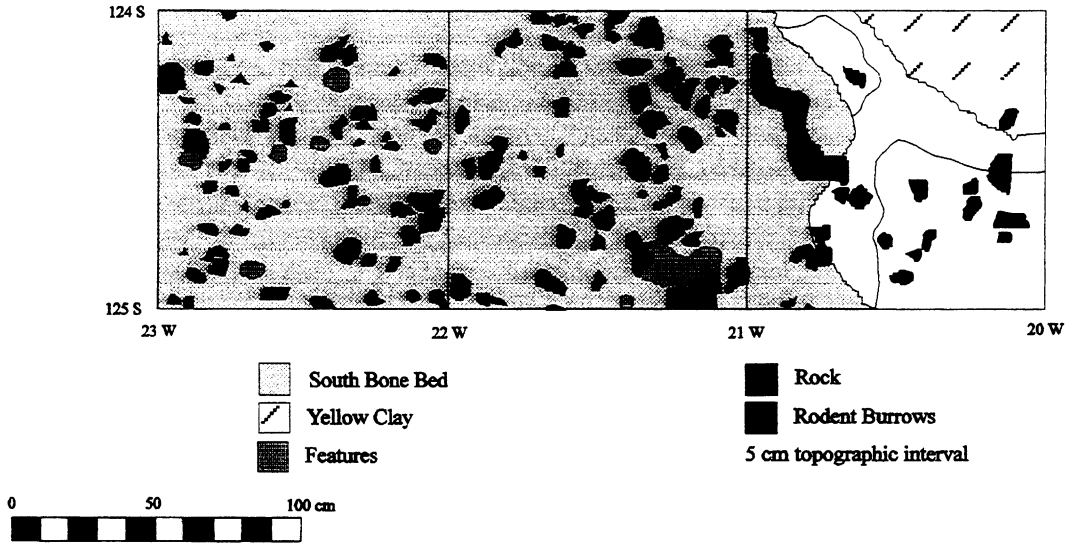 124 S
125 S
23 W
22 W
21 W
20 W
South Bone Bed
Rock
Yellow Clay
Rodent Burrows
Features
5 cm topographic interval
0
50
100 cm